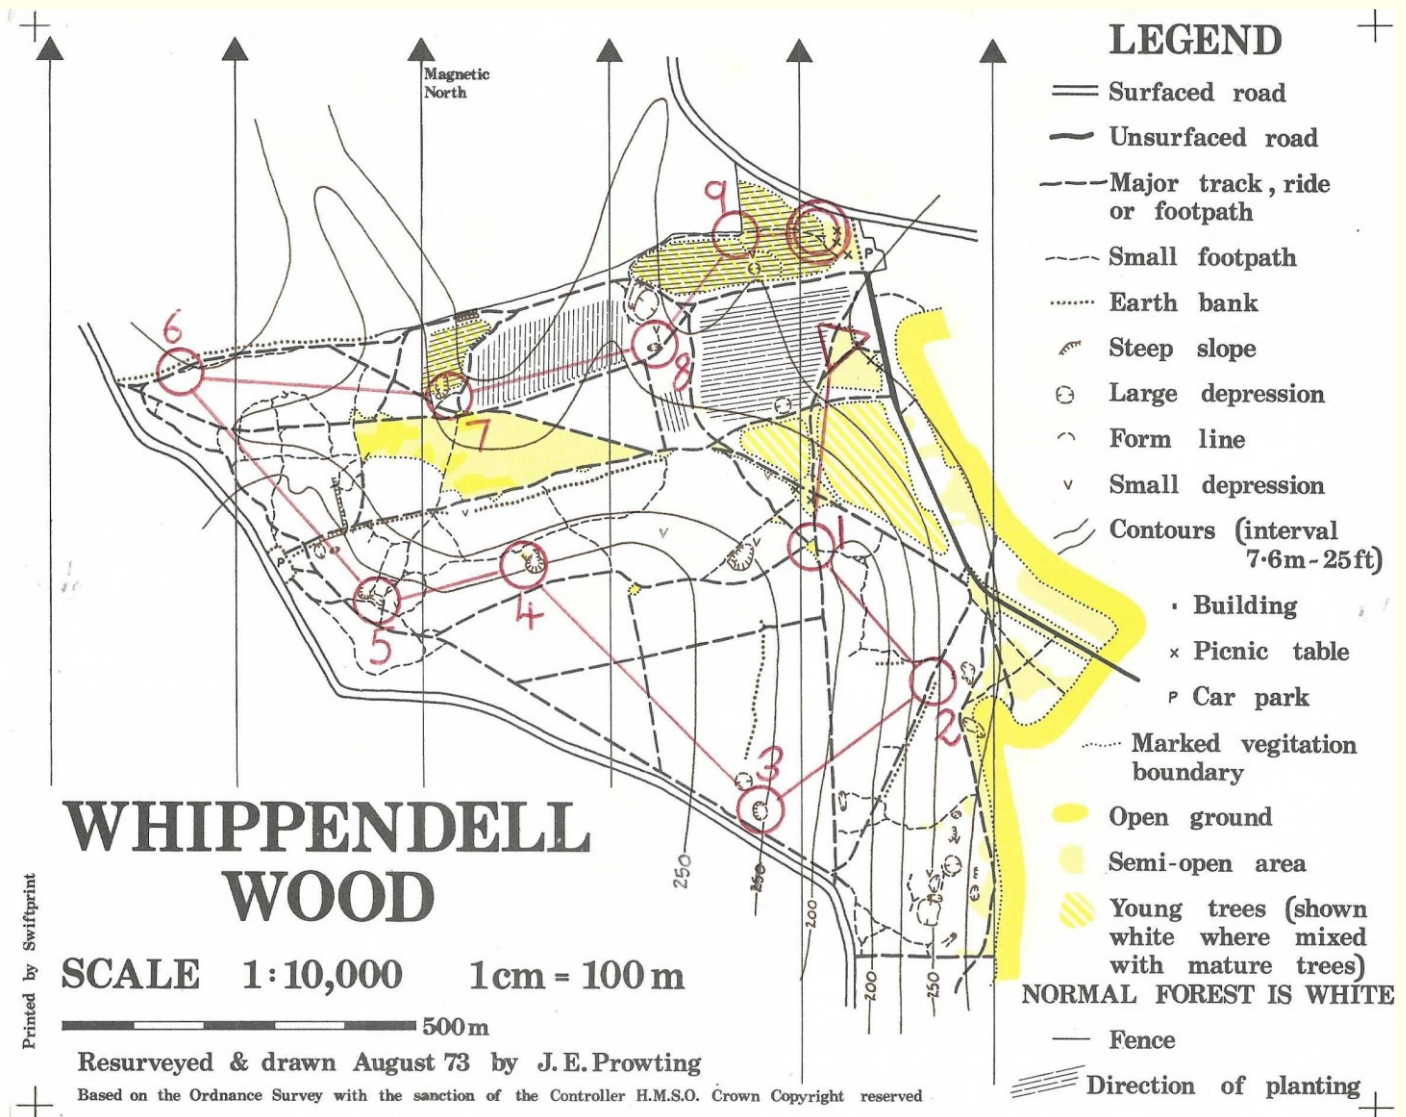 LEGEND
Surfaced road
Unsurfaced road
Major track, ride
or footpath
Small footpath
Earth bank
Steep slope
Large depression
Form line
Small depression
Contours (interval
7·6m-25ft)
Building
x Picnic table
P Car park
Marked vegitation
boundary
Open ground
Semi-open area
Young trees (shown
white where mixed
with mature trees)
NORMAL FOREST IS WHITE
Fence
Direction of planting
Magnetic
North
9
P
6
8
7
1
P
4
5
2
3
250
250
200
200
250
WHIPPENDELL
WOOD
SCALE 1:10,000 1cm = 100m
500m
Resurveyed & drawn August 73 by J.E. Prowting
Based on the Ordnance Survey with the sanction of the Controller H.M.S.O. Crown Copyright reserved
Printed by Swiftprint